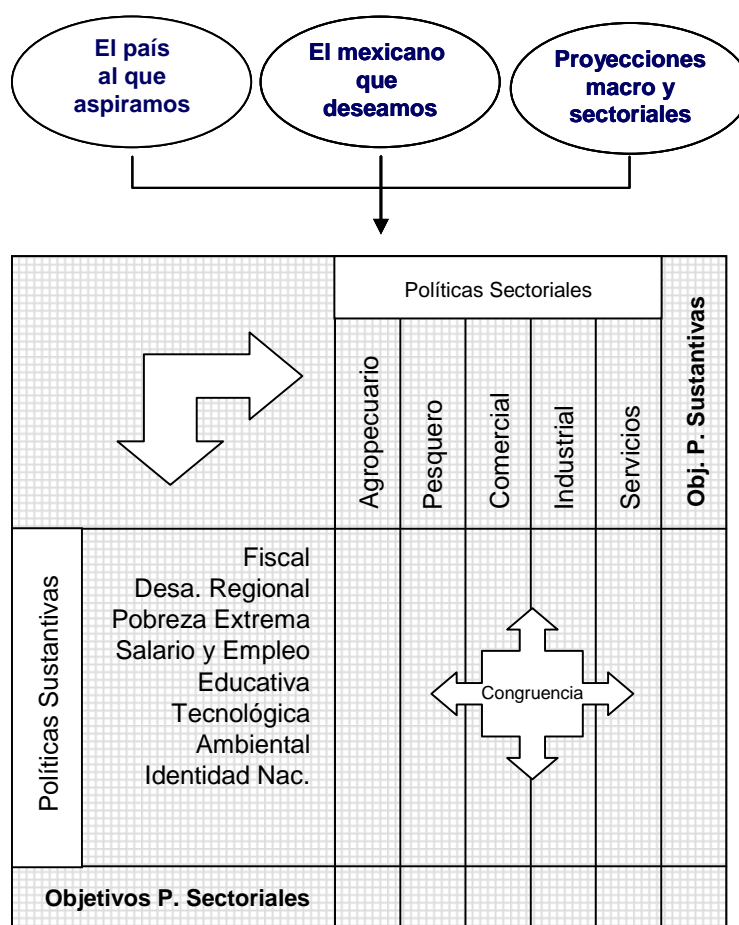 El país
al que
aspiramos
El mexicano
que
deseamos
Proyecciones
macro y
sectoriales
Políticas Sectoriales
Agropecuario
Pesquero
Comercial
Industrial
Servicios
Obj. P. Sustantivas
Políticas Sustantivas
Fiscal
Desa. Regional
Pobreza Extrema
Salario y Empleo
Educativa
Tecnológica
Ambiental
Identidad Nac.
Congruencia
Objetivos P. Sectoriales